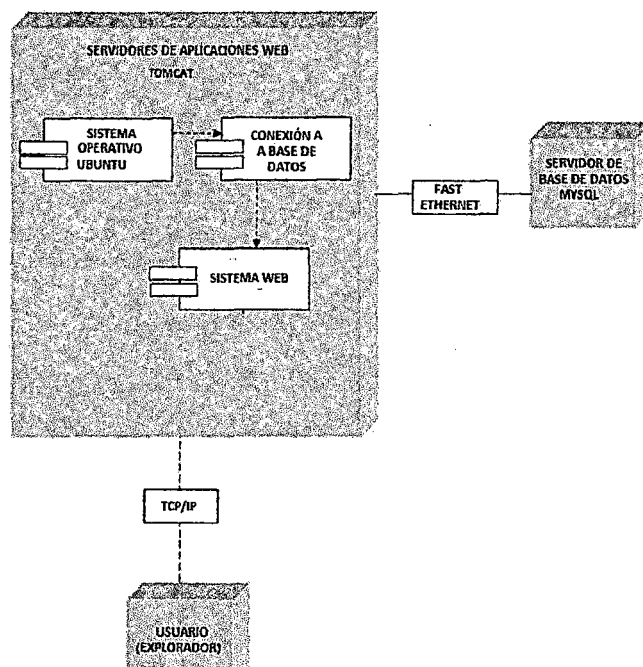 SERVIDORES DE APLICACIONES WEB
TOMCAT
SISTEMA
OPERATIVO
UBUNTU
CONEXIÓN A
A BASE DE
DATOS
SISTEMA WEB
FAST
ETHERNET
SERVIDOR DE
BASE DE DATOS
MYSQL
TCP/IP
USUARIO
(EXPLORADOR)